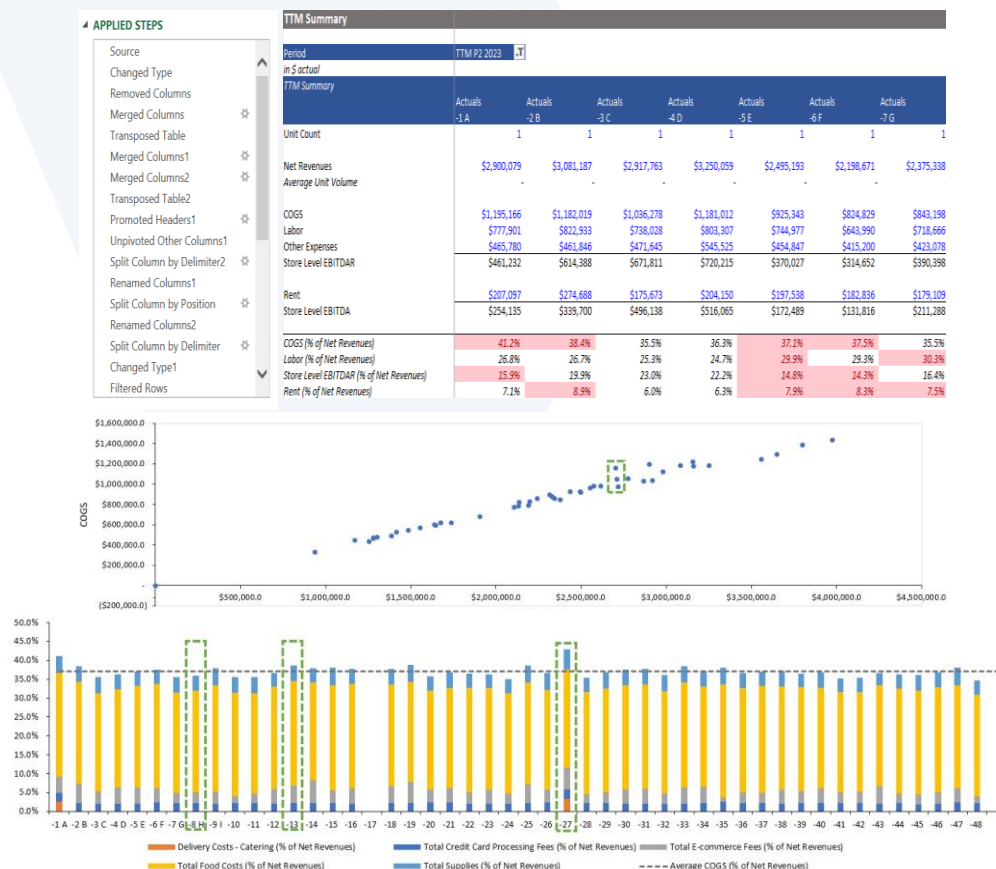 APPLIED STEPS
Source
Changed Type
Removed Columns
Merged Columns
Transposed Table
Merged Columns1
Merged Columns2
Transposed Table2
Promoted Headers1
Unpivoted Other Columns1
Split Column by Delimiter2
Renamed Columns1
Split Column by Position
Renamed Columns2
Split Column by Delimiter
Changed Type1
Filtered Rows
TTM Summary
Period TTM P2 2023
in $ actual
TTM Summary
Actuals Actuals Actuals Actuals Actuals Actuals Actuals
-1 A -2 B -3 C -4 D -5 E -6 F -7 G
Unit Count 1 1 1 1 1 1 1
Net Revenues $2,900,079 $3,081,187 $2,917,763 $3,250,059 $2,495,193 $2,198,671 $2,375,338
Average Unit Volume - - - - - -
COGS $1,195,166 $1,182,019 $1,036,278 $1,181,012 $925,343 $824,829 $843,198
Labor $777,901 $822,933 $738,028 $803,307 $744,977 $643,990 $718,666
Other Expenses $465,780 $461,846 $471,645 $545,525 $454,847 $415,200 $423,078
Store Level EBITDAR $461,232 $614,388 $671,811 $720,215 $370,027 $314,652 $390,398
Rent $207,097 $274,688 $175,673 $204,150 $197,538 $182,836 $179,109
Store Level EBITDA $254,135 $339,700 $496,138 $516,065 $172,489 $131,816 $211,288
COGS (% of Net Revenues) 41.2% 38.4% 35.5% 36.3% 37.1% 37.5% 35.5%
Labor (% of Net Revenues) 26.8% 26.7% 25.3% 24.7% 29.9% 29.3% 30.3%
Store Level EBITDAR (% of Net Revenues) 15.9% 19.9% 23.0% 22.2% 14.8% 14.3% 16.4%
Rent (% of Net Revenues) 7.1% 8.9% 6.0% 6.3% 7.9% 8.3% 7.5%
$1,600,000.0
$1,400,000.0
$1,200,000.0
$1,000,000.0
$800,000.0
$600,000.0
$400,000.0
$200,000.0
-
($200,000.0)
COGS
- $500,000.0 $1,000,000.0 $1,500,000.0 $2,000,000.0 $2,500,000.0 $3,000,000.0 $3,500,000.0 $4,000,000.0 $4,500,000.0
50.0%
45.0%
40.0%
35.0%
30.0%
25.0%
20.0%
15.0%
10.0%
5.0%
0.0%
-1 A -2 B -3 C -4 D -5 E -6 F -7 G -8 H -9 I -10 -11 -12 -13 -14 -15 -16 -17 -18 -19 -20 -21 -22 -23 -24 -25 -26 -27 -28 -29 -30 -31 -32 -33 -34 -35 -36 -37 -38 -39 -40 -41 -42 -43 -44 -45 -46 -47 -48
Delivery Costs - Catering (% of Net Revenues) Total Credit Card Processing Fees (% of Net Revenues) Total E-commerce Fees (% of Net Revenues)
Total Food Costs (% of Net Revenues) Total Supplies (% of Net Revenues) Average COGS (% of Net Revenues)